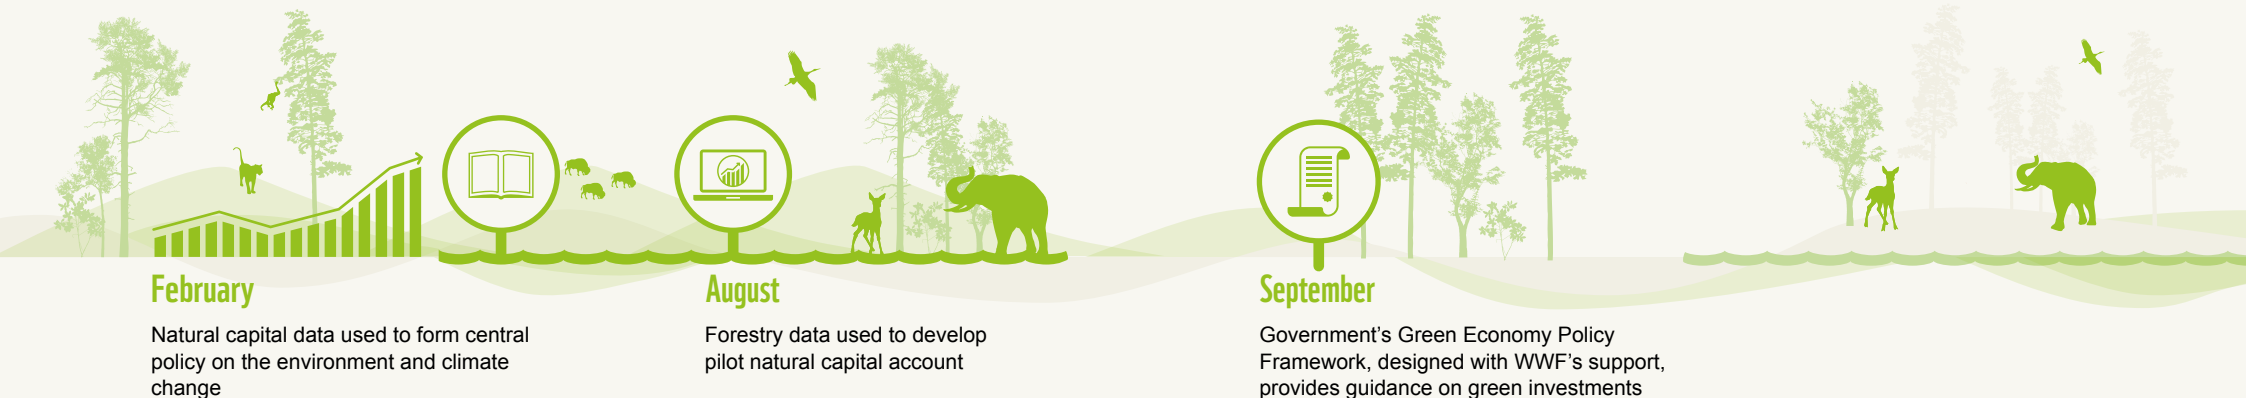 February
Natural capital data used to form central
policy on the environment and climate
change
August
Forestry data used to develop
pilot natural capital account
September
Government’s Green Economy Policy
Framework, designed with WWF’s support,
provides guidance on green investments